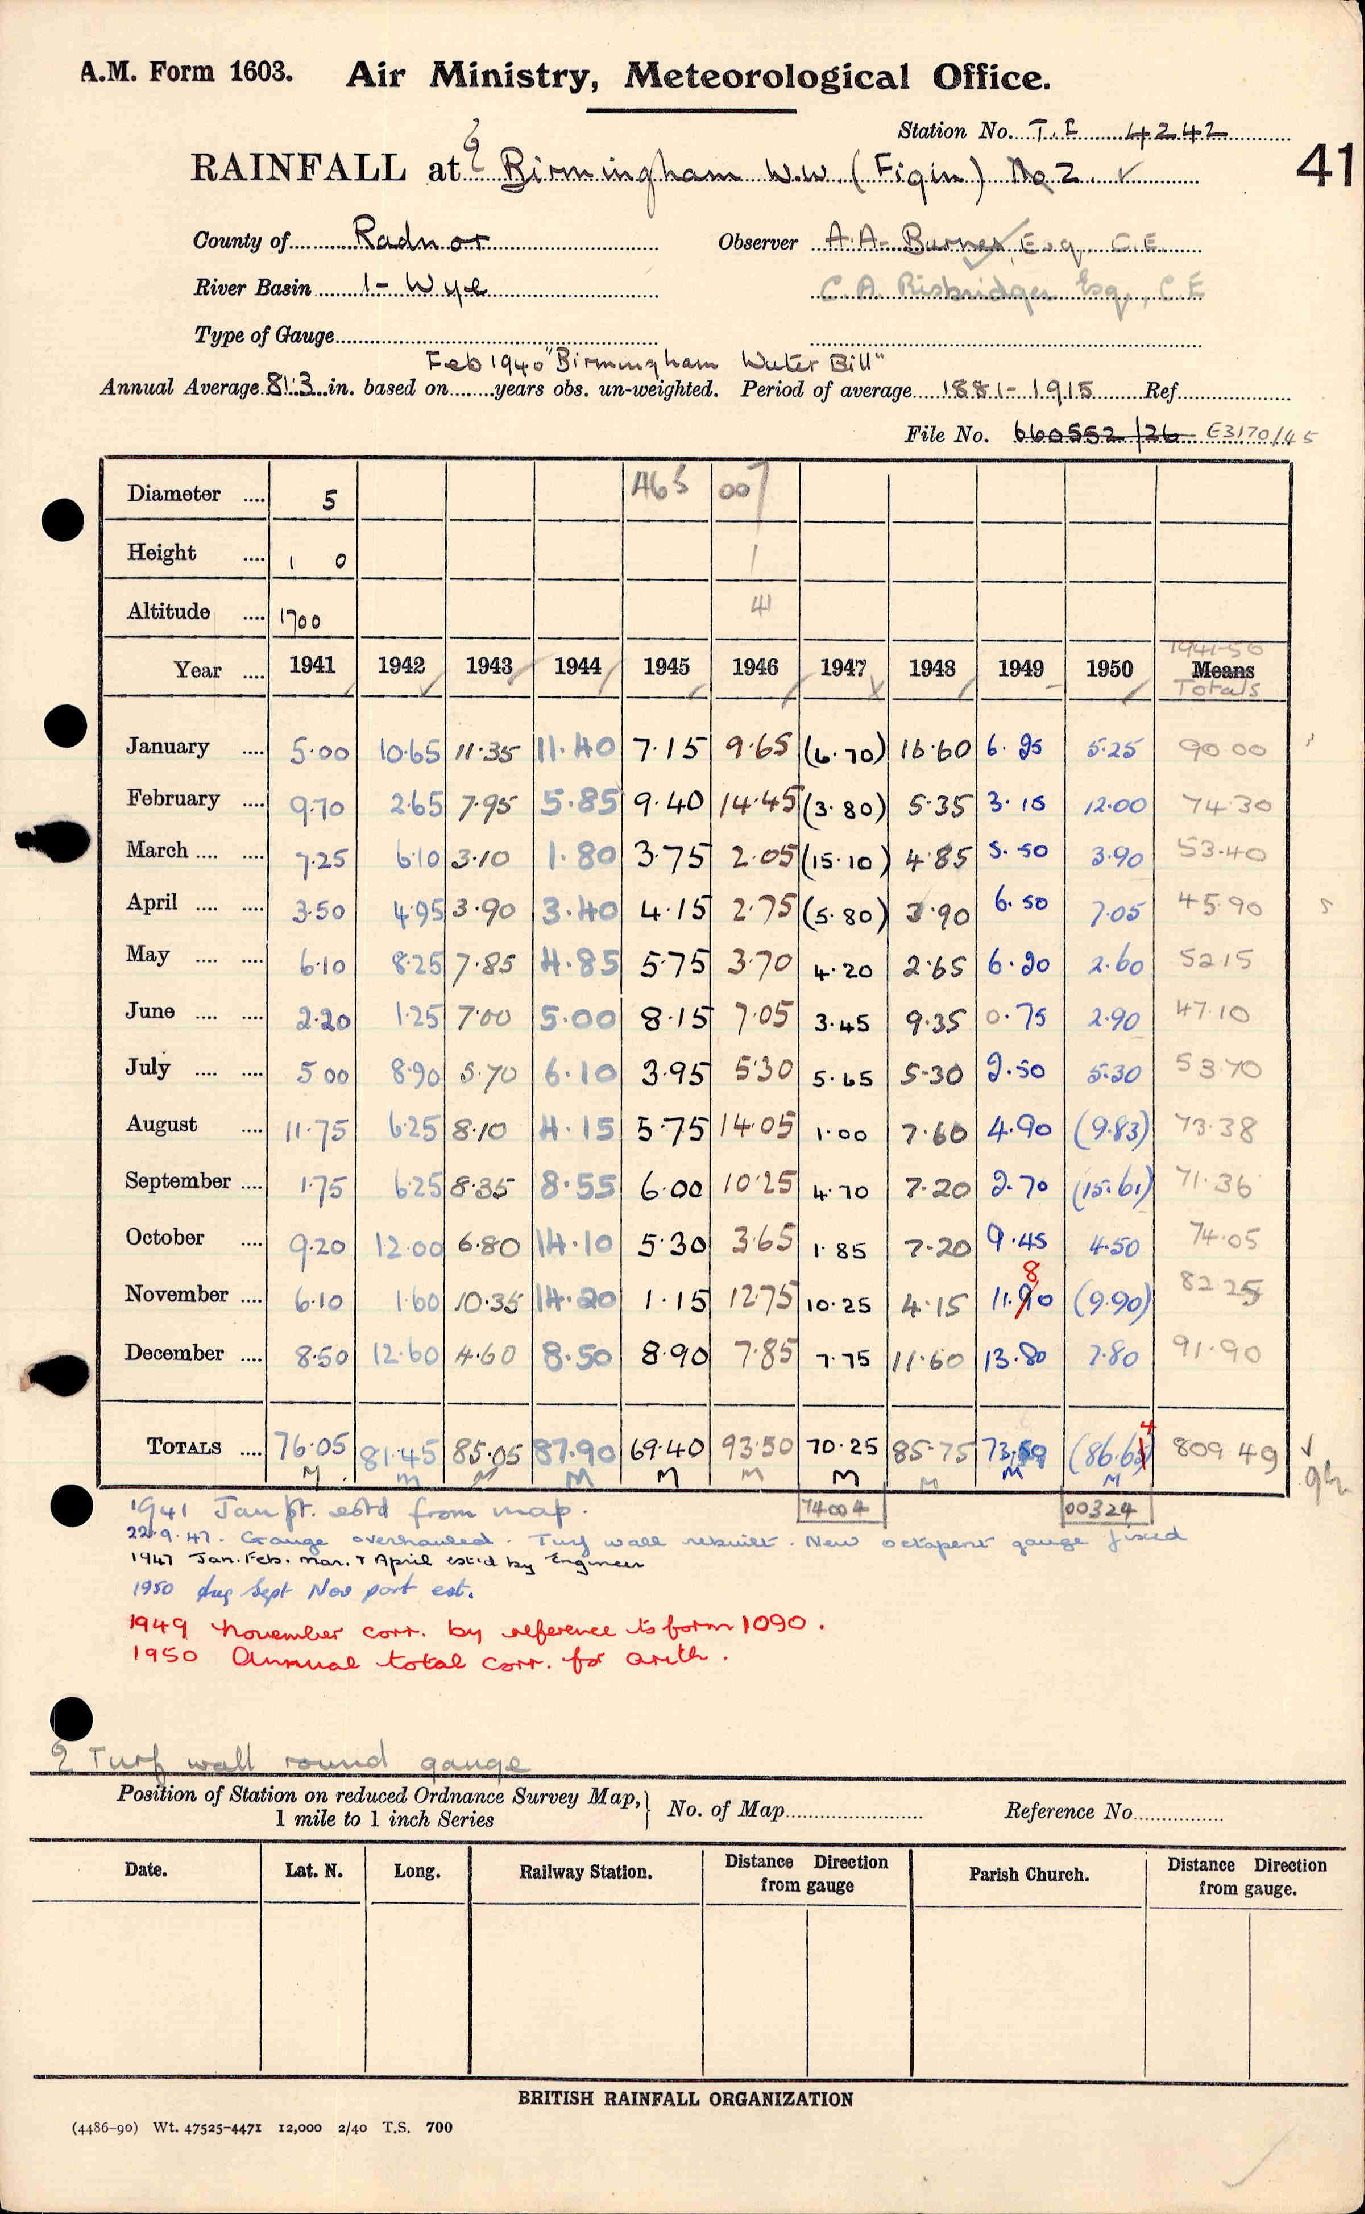 A.M. Form 1603. Air Ministry, Meteorological Office.
Station No. T.C 4242
41
RAINFALL at Birmingham W.W. (Figin) No 2. ✓
County of Radnor Observer A.A. Barnes, Esq. C.E.
River Basin 1 - Wye C.A. Risbridger Esq., C.E
Type of Gauge
Feb 1940 "Birmingham Water Bill"
Annual Average 81.3 in. based on years obs. un-weighted. Period of average 1881-1915 Ref
File No. 660552/26 E3170/45
Diameter .... 5 465 007
Height .... 1 0 1
Altitude .... 1700 41
1941-50
Year .... 1941 1942 1943 1944 1945 1946 1947 1948 1949 1950 Means
Totals
January .... 5.00 10.65 11.35 11.40 7.15 9.65 (6.70) 16.60 6.25 5.25 90 00
February .... 9.70 2.65 7.95 5.85 9.40 14.45 (3.80) 5.35 3.15 12.00 74.30
March .... .... 7.25 6.10 3.10 1.80 3.75 2.05 (15.10) 4.85 5.50 3.90 53.40
April .... .... 3.50 4.95 3.90 3.40 4.15 2.75 (5.80) 3.90 6.50 7.05 45.90 5
May .... .... 6.10 8.25 7.85 4.85 5.75 3.70 4.20 2.65 6.20 2.60 52 15
June .... .... 2.20 1.25 7.00 5.00 8.15 7.05 3.45 9.35 0.75 2.90 47.10
July .... .... 5 00 8.90 5.70 6.10 3.95 5.30 5.65 5.30 2.50 5.30 53 70
August .... 11.75 6.25 8.10 4.15 5.75 14.05 1.00 7.60 4.90 (9.83) 73.38
September .... 1.75 6.25 8.35 8.55 6.00 10.25 4.70 7.20 2.70 (15.61) 71.36
October .... 9.20 12.00 6.80 14.10 5.30 3.65 1.85 7.20 9.45 4.50 74.05
8
November .... 6.10 1.60 10.35 14.20 1.15 12.75 10.25 4.15 11.90 (9.90) 82 25
December .... 8.50 12.60 4.60 8.50 8.90 7.85 7.75 11.60 13.80 7.80 91.90
4
TOTALS .... 76.05 81.45 85.05 87.90 69.40 93.50 70.25 85.75 73.59 (86.65) 809 49 ✓
M M M M M M M M M M
74004 00324
1941 Jan pt. estd from map.
22.9.47. Gauge overhauled. Turf wall rebuilt. New octapent gauge fixed
1947 Jan. Feb. Mar. & April est'd by Engineer
1950 Aug Sept Nov part est.
1949 November corr. by reference to form 1090.
1950 Annual total corr. for arith.
Turf wall round gauge
Position of Station on reduced Ordnance Survey Map,} No. of Map Reference No.
1 mile to 1 inch Series
Date. Lat. N. Long. Railway Station. Distance Direction from gauge Parish Church. Distance Direction from gauge.
BRITISH RAINFALL ORGANIZATION
(4486-90) Wt. 47525-4471 12,000 2/40 T.S. 700